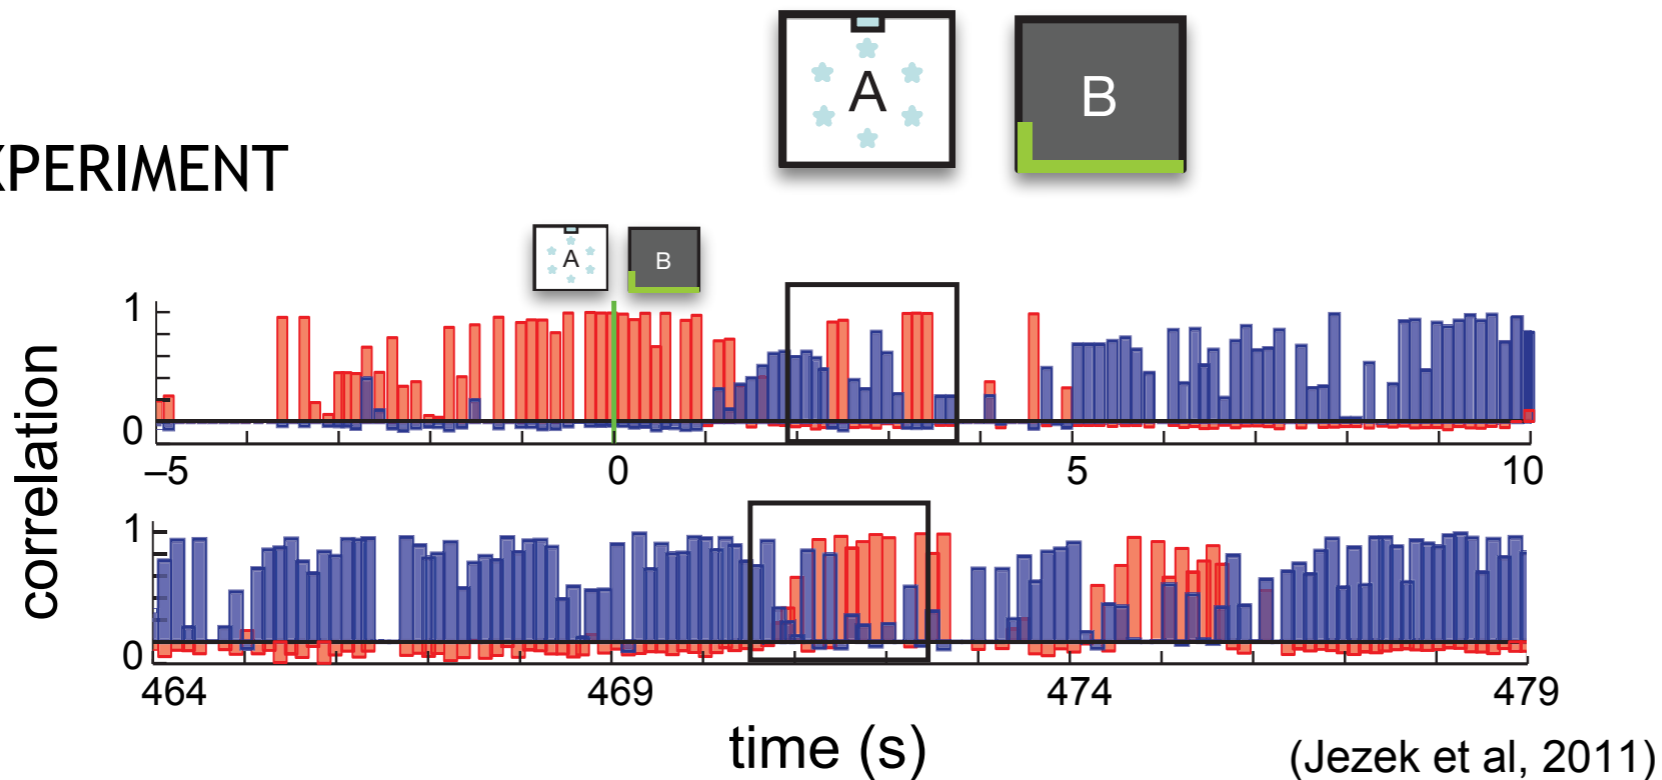 A
B
XPERIMENT
A
B
correlation
1
0
–5
0
5
10
1
0
464
469
474
479
time (s)
(Jezek et al, 2011)